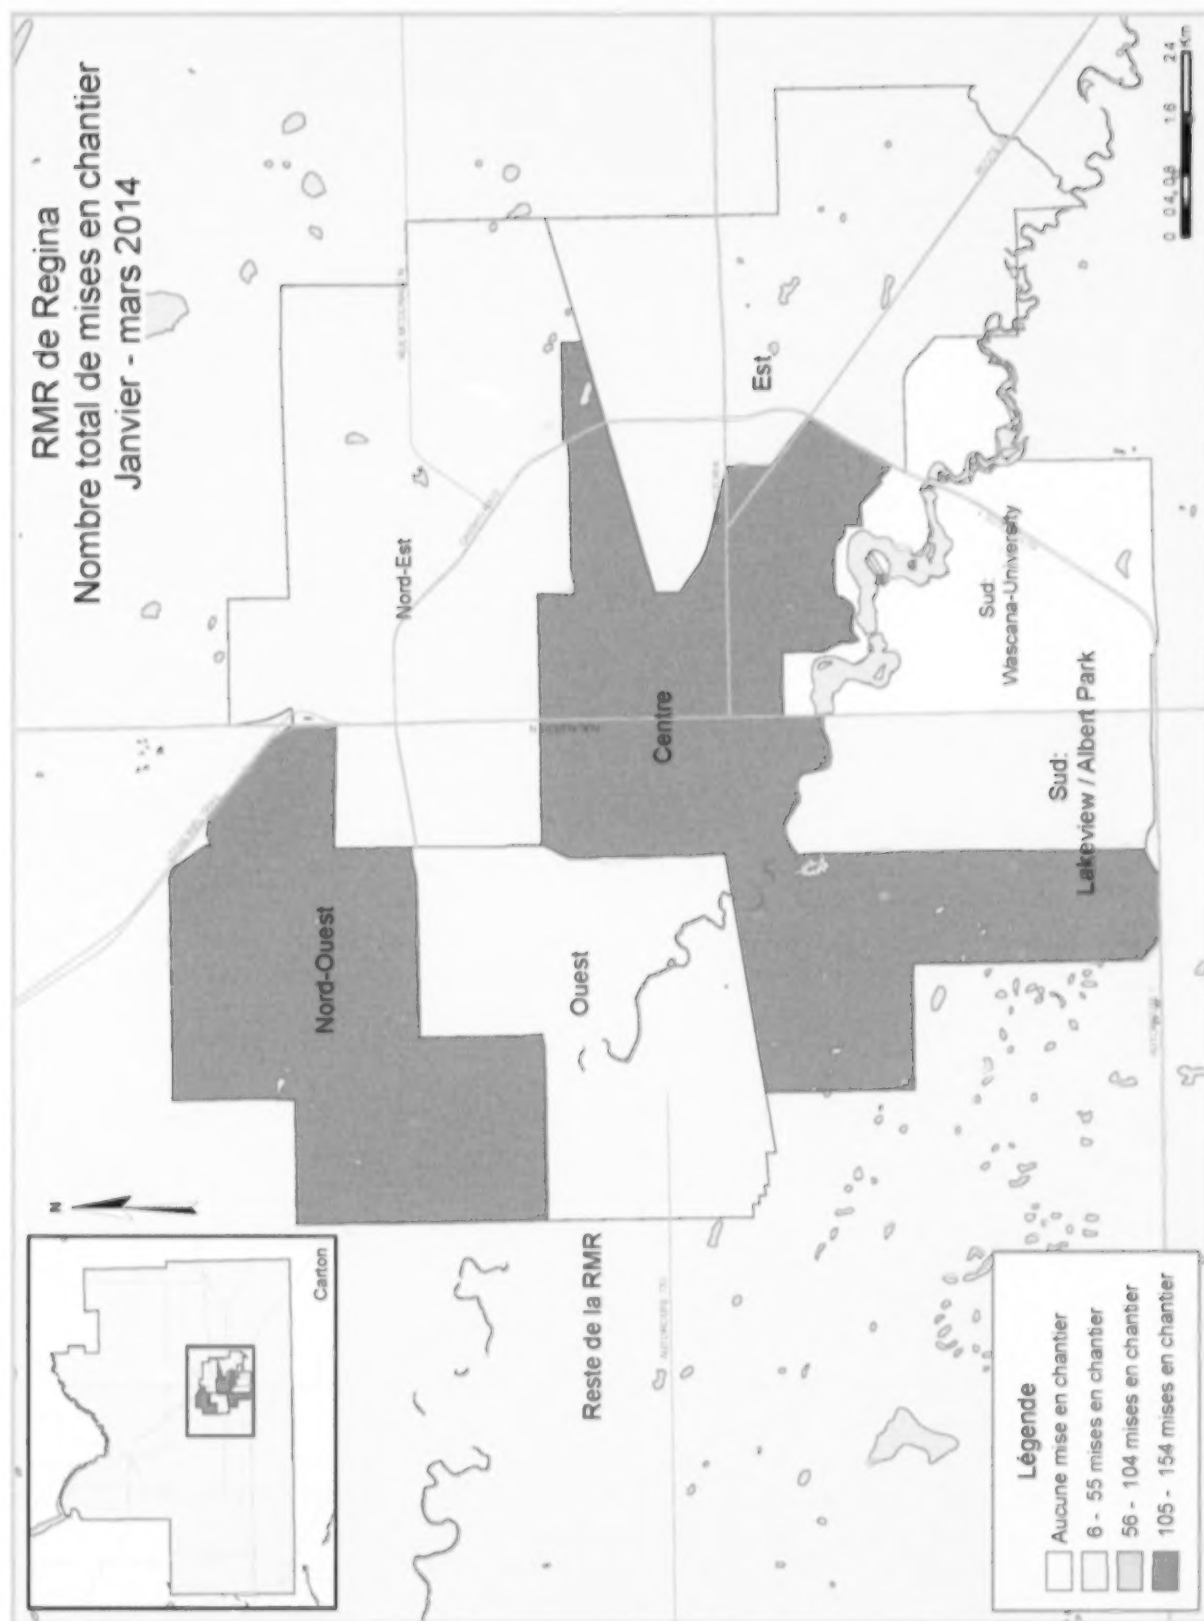 RMR de Regina
Nombre total de mises en chantier
Janvier - mars 2014
N
Carton
Nord-Ouest
Nord-Est
Centre
Ouest
Est
Reste de la RMR
Sud:
Wascana-University
Sud:
Lakeview / Albert Park
Légende
Aucune mise en chantier
6 - 55 mises en chantier
56 - 104 mises en chantier
105 - 154 mises en chantier
0 0.4 0.8 1.6 2.4
Km